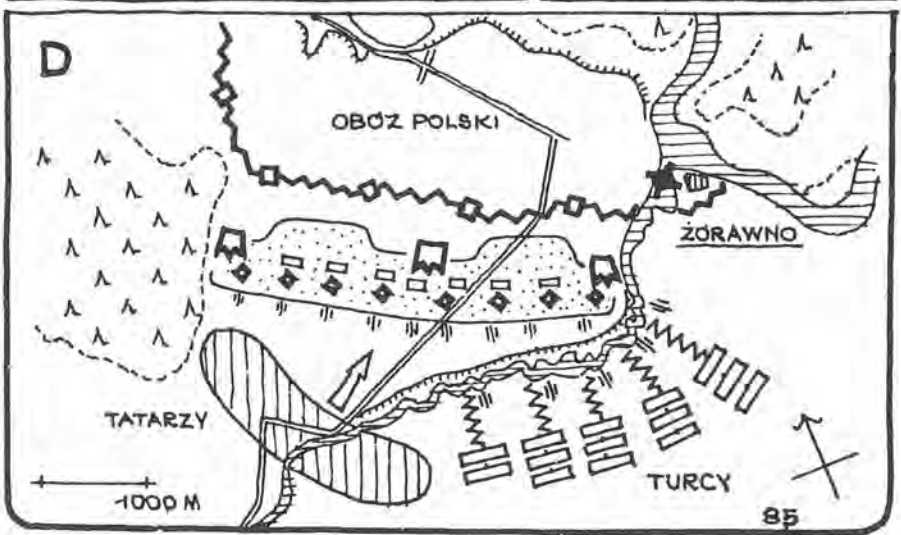 D
OBÓZ POLSKI
ŻÓRAWNO
TATARZY
1000 M
TURCY
85